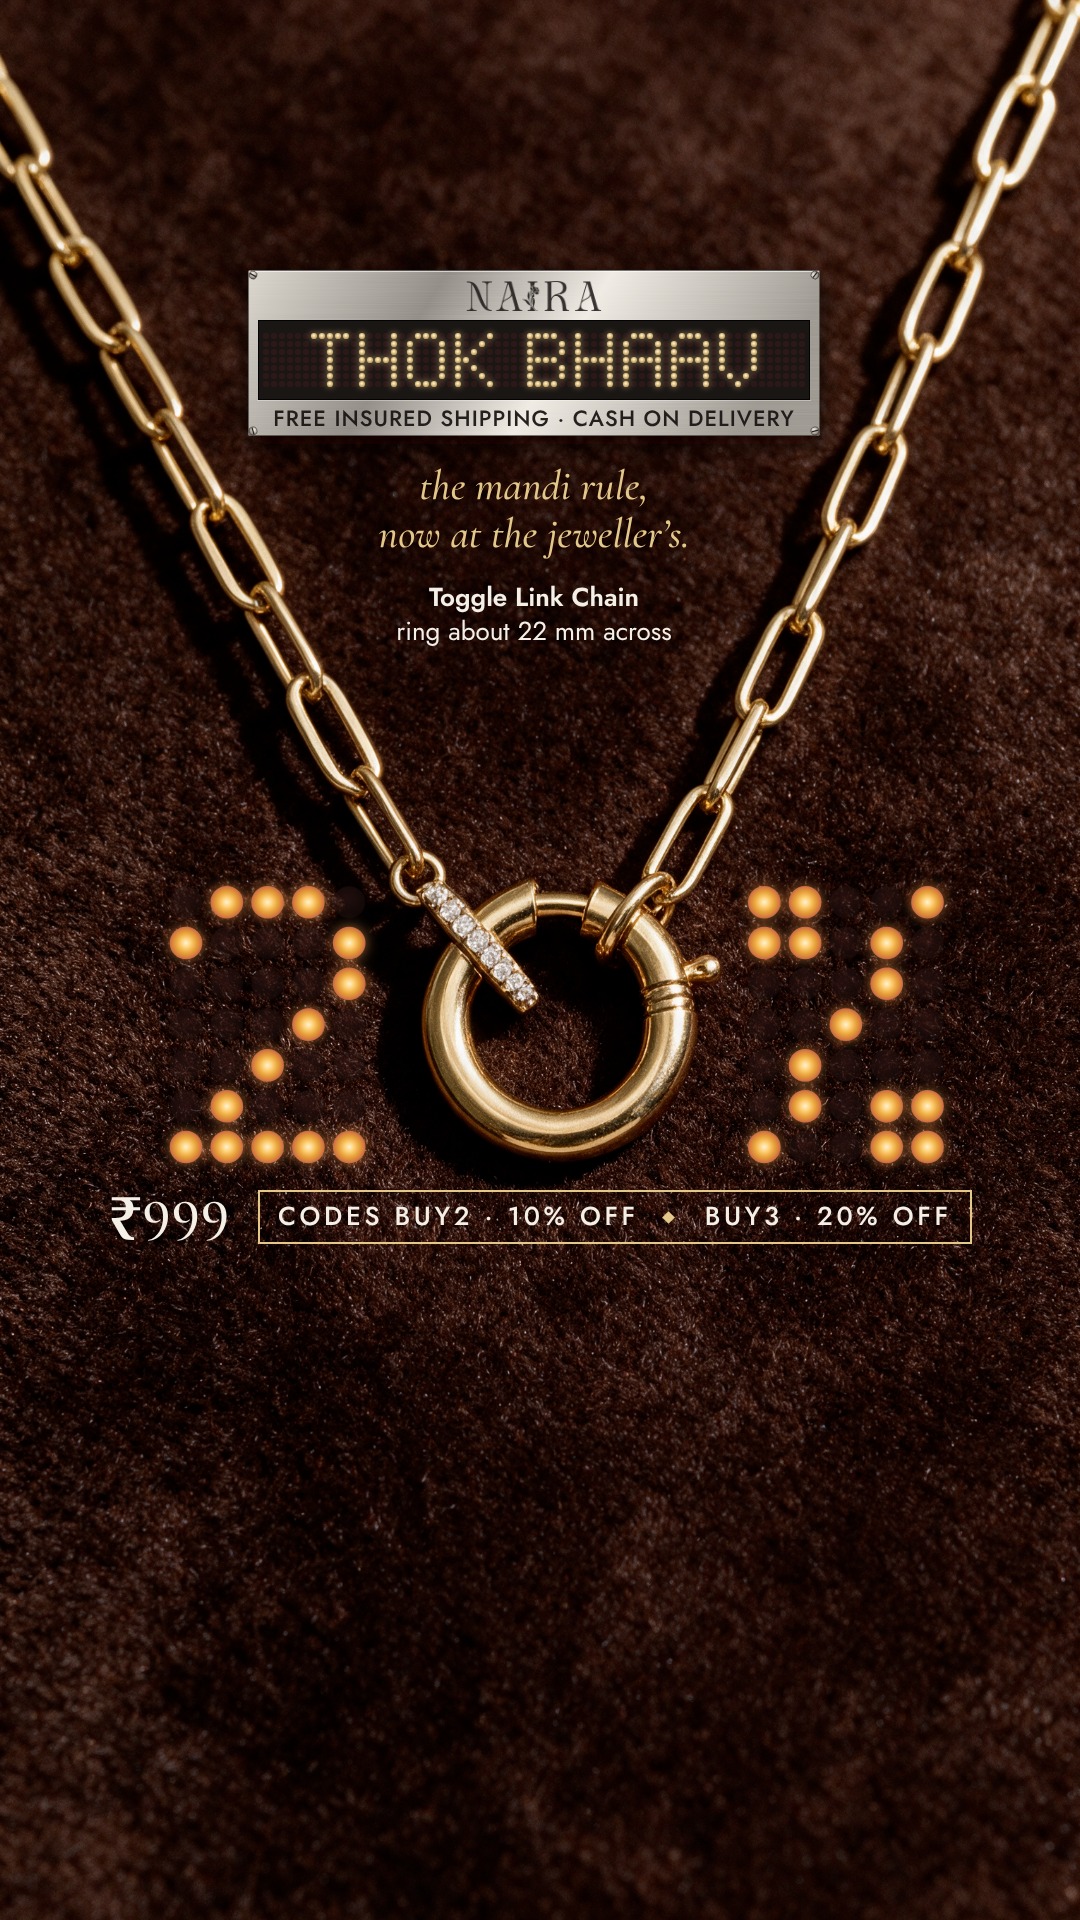 NAIRA
THOK BHAAV
FREE INSURED SHIPPING · CASH ON DELIVERY
the mandi rule,
now at the jeweller's.
Toggle Link Chain
ring about 22 mm across
2 %
₹999
CODES BUY2 · 10% OFF ◆ BUY3 · 20% OFF